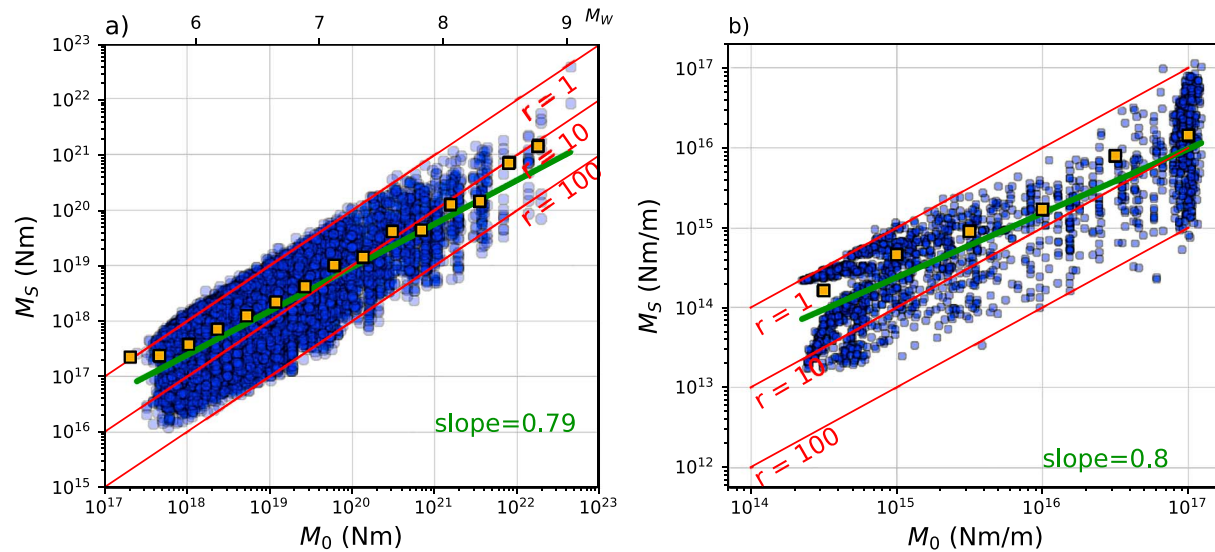 a)
6 7 8 9 M_W
10^23
10^22
10^21
10^20
10^19
10^18
10^17
10^16
10^15
M_S (Nm)
r = 1
r = 10
r = 100
slope=0.79
10^17 10^18 10^19 10^20 10^21 10^22 10^23
M_0 (Nm)
b)
10^17
10^16
10^15
10^14
10^13
10^12
M_S (Nm/m)
r = 1
r = 10
r = 100
slope=0.8
10^14 10^15 10^16 10^17
M_0 (Nm/m)